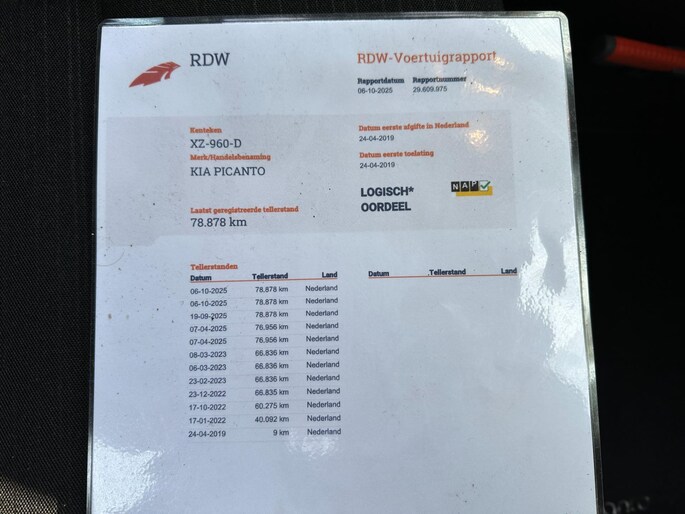 RDW
RDW-Voertuigrapport
Rapportdatum Rapportnummer
06-10-2025 29.609.975
Kenteken
XZ-960-D
Merk/Handelsbenaming
KIA PICANTO
Laatst geregistreerde tellerstand
78.878 km
Datum eerste afgifte in Nederland
24-04-2019
Datum eerste toelating
24-04-2019
LOGISCH*
OORDEEL
NAP
Tellerstanden
Datum Tellerstand Land
06-10-2025 78.878 km Nederland
06-10-2025 78.878 km Nederland
19-09-2025 78.878 km Nederland
07-04-2025 76.956 km Nederland
07-04-2025 76.956 km Nederland
08-03-2023 66.836 km Nederland
06-03-2023 66.836 km Nederland
23-02-2023 66.836 km Nederland
23-12-2022 66.835 km Nederland
17-10-2022 60.275 km Nederland
17-01-2022 40.092 km Nederland
24-04-2019 9 km Nederland
Datum Tellerstand Land